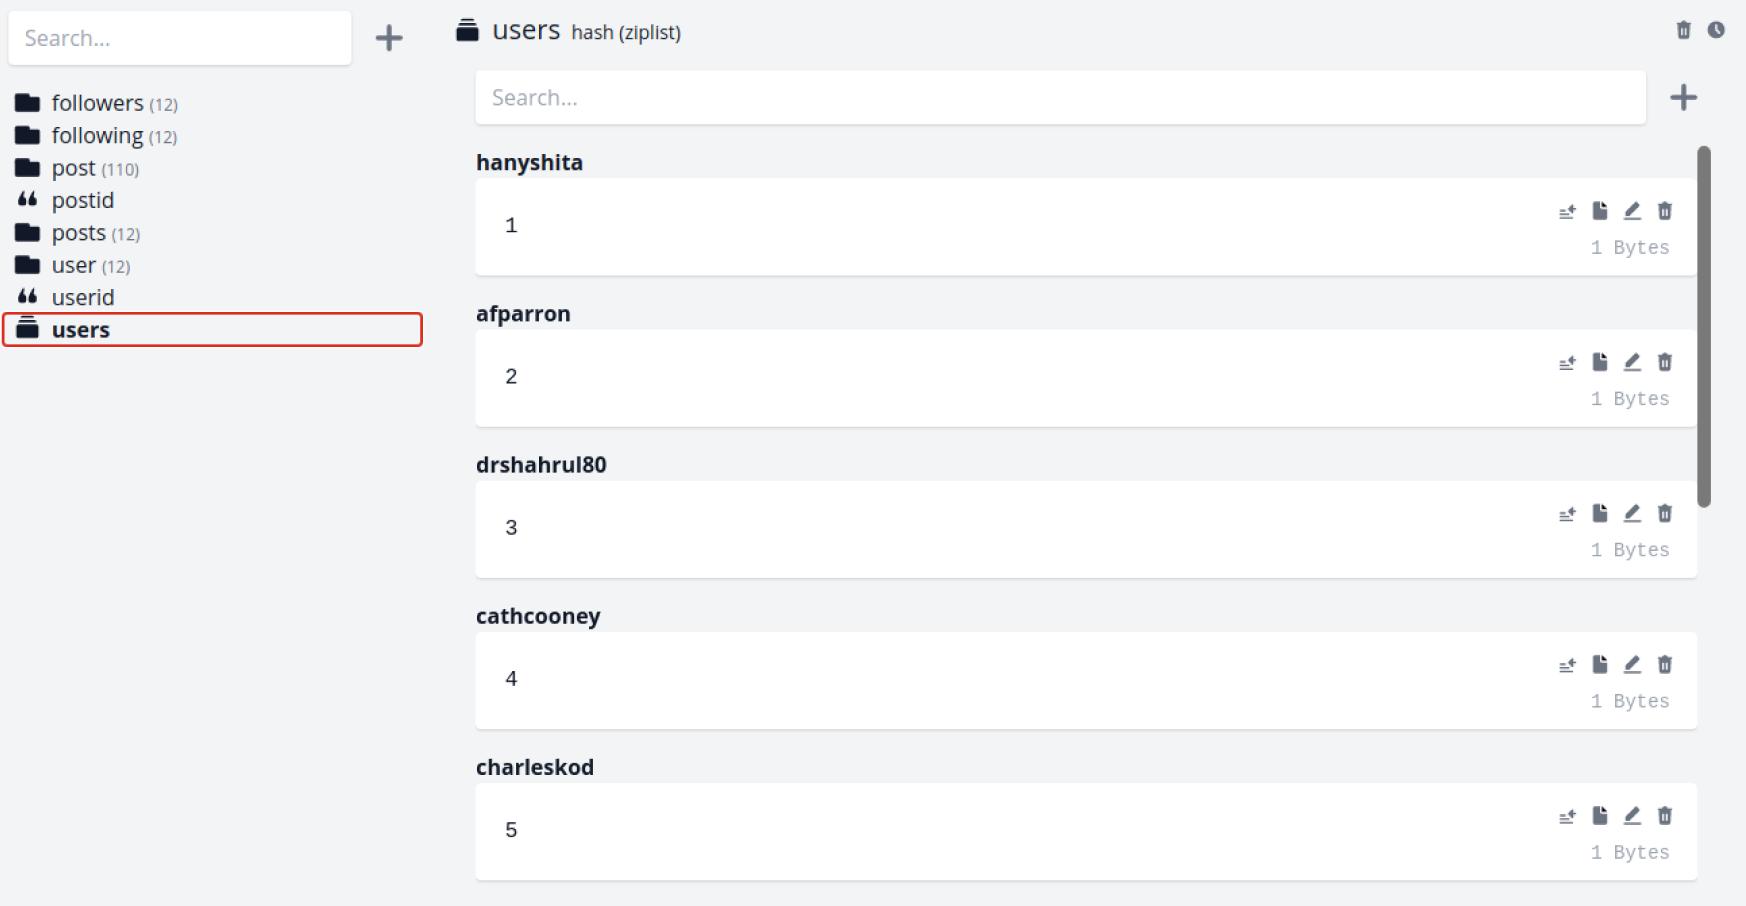 Search...
followers (12)
following (12)
post (110)
postid
posts (12)
user (12)
userid
users
users hash (ziplist)
Search...
hanyshita
1
1 Bytes
afparron
2
1 Bytes
drshahrul80
3
1 Bytes
cathcooney
4
1 Bytes
charleskod
5
1 Bytes